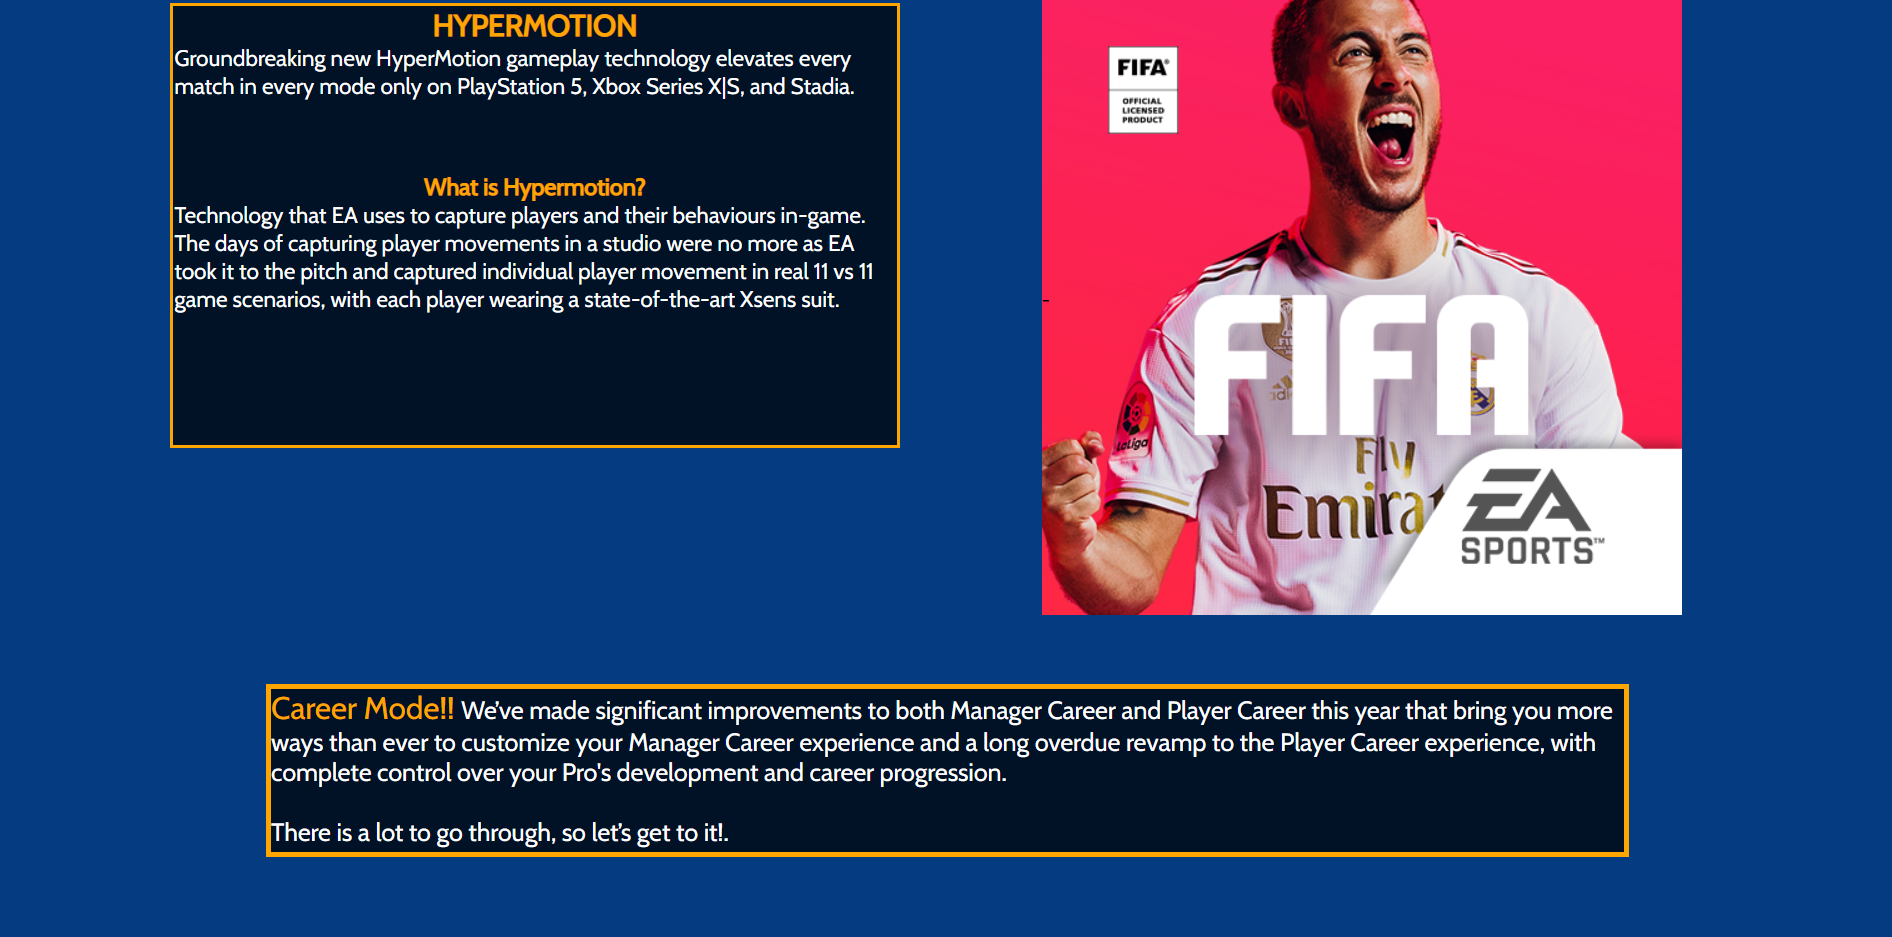 HYPERMOTION
Groundbreaking new HyperMotion gameplay technology elevates every
match in every mode only on PlayStation 5, Xbox Series X|S, and Stadia.
What is Hypermotion?
Technology that EA uses to capture players and their behaviours in-game.
The days of capturing player movements in a studio were no more as EA
took it to the pitch and captured individual player movement in real 11 vs 11
game scenarios, with each player wearing a state-of-the-art Xsens suit.
FIFA®
OFFICIAL
LICENSED
PRODUCT
FIFA
LaLiga
Fly
Emirat
EA
SPORTS™
Career Mode!! We’ve made significant improvements to both Manager Career and Player Career this year that bring you more
ways than ever to customize your Manager Career experience and a long overdue revamp to the Player Career experience, with
complete control over your Pro's development and career progression.
There is a lot to go through, so let’s get to it!.